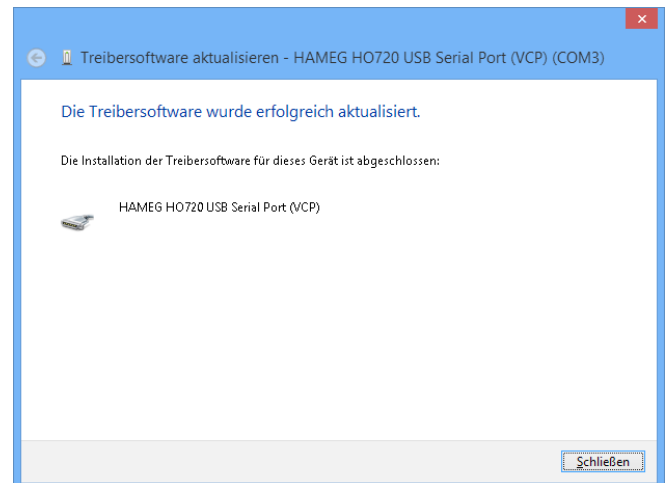 Treibersoftware aktualisieren - HAMEG HO720 USB Serial Port (VCP) (COM3)
Die Treibersoftware wurde erfolgreich aktualisiert.
Die Installation der Treibersoftware für dieses Gerät ist abgeschlossen:
HAMEG HO720 USB Serial Port (VCP)
Schließen